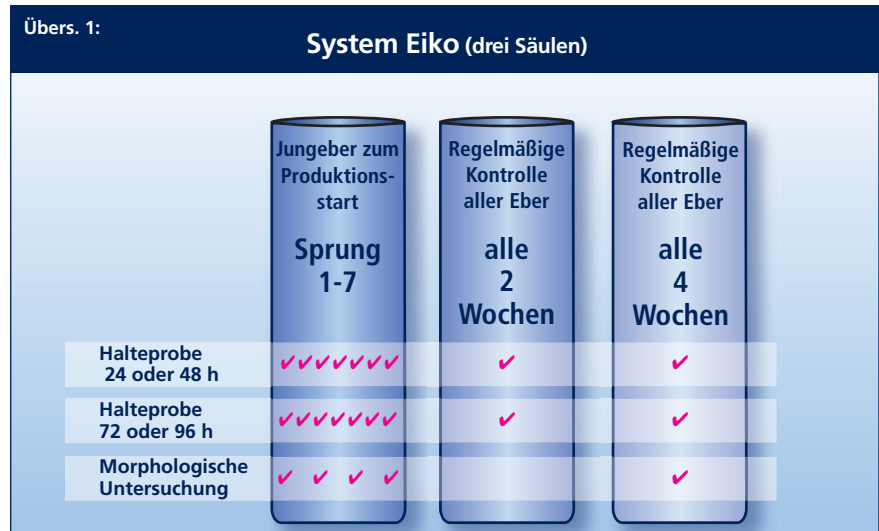 Übers. 1:
System Eiko (drei Säulen)
Jungeber zum
Produktions-
start
Sprung
1-7
Regelmäßige
Kontrolle
aller Eber
alle
2
Wochen
Regelmäßige
Kontrolle
aller Eber
alle
4
Wochen
Halteprobe
24 oder 48 h
✔✔✔✔✔✔✔ ✔ ✔
Halteprobe
72 oder 96 h
✔✔✔✔✔✔✔ ✔ ✔
Morphologische
Untersuchung
✔ ✔ ✔ ✔ ✔